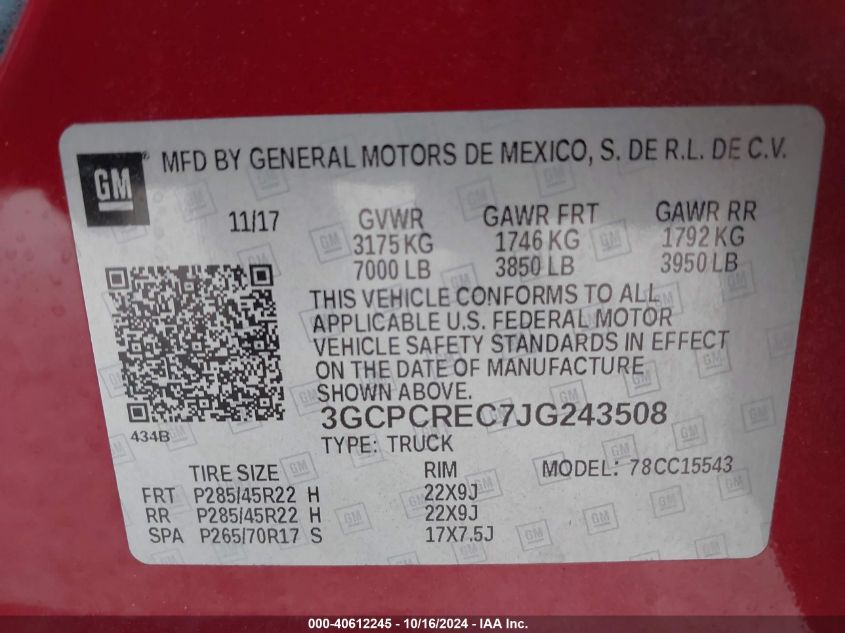 GM ® MFD BY GENERAL MOTORS DE MEXICO, S. DE R.L. DE C.V.
11/17 GVWR GAWR FRT GAWR RR
3175 KG 1746 KG 1792 KG
7000 LB 3850 LB 3950 LB
THIS VEHICLE CONFORMS TO ALL
APPLICABLE U.S. FEDERAL MOTOR
VEHICLE SAFETY STANDARDS IN EFFECT
ON THE DATE OF MANUFACTURE
SHOWN ABOVE.
3GCPCREC7JG243508
434B
TYPE: TRUCK
TIRE SIZE RIM MODEL: 78CC15543
FRT P285/45R22 H 22X9J
RR P285/45R22 H 22X9J
SPA P265/70R17 S 17X7.5J
000-40612245 - 10/16/2024 - IAA Inc.